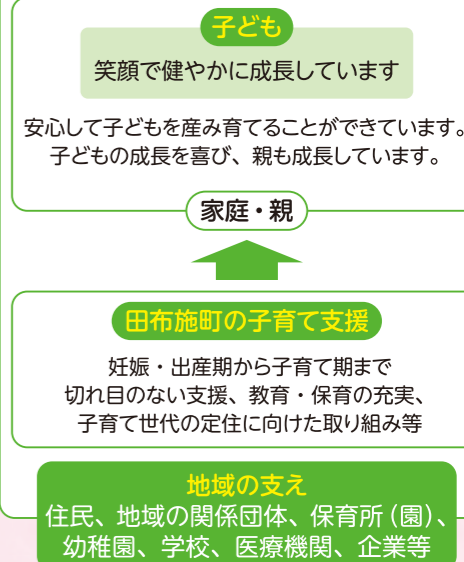 子ども
笑顔で健やかに成長しています
安心して子どもを産み育てることができています。
子どもの成長を喜び、親も成長しています。
家庭・親
田布施町の子育て支援
妊娠・出産期から子育て期まで
切れ目のない支援、教育・保育の充実、
子育て世代の定住に向けた取り組み等
地域の支え
住民、地域の関係団体、保育所（園）、
幼稚園、学校、医療機関、企業等